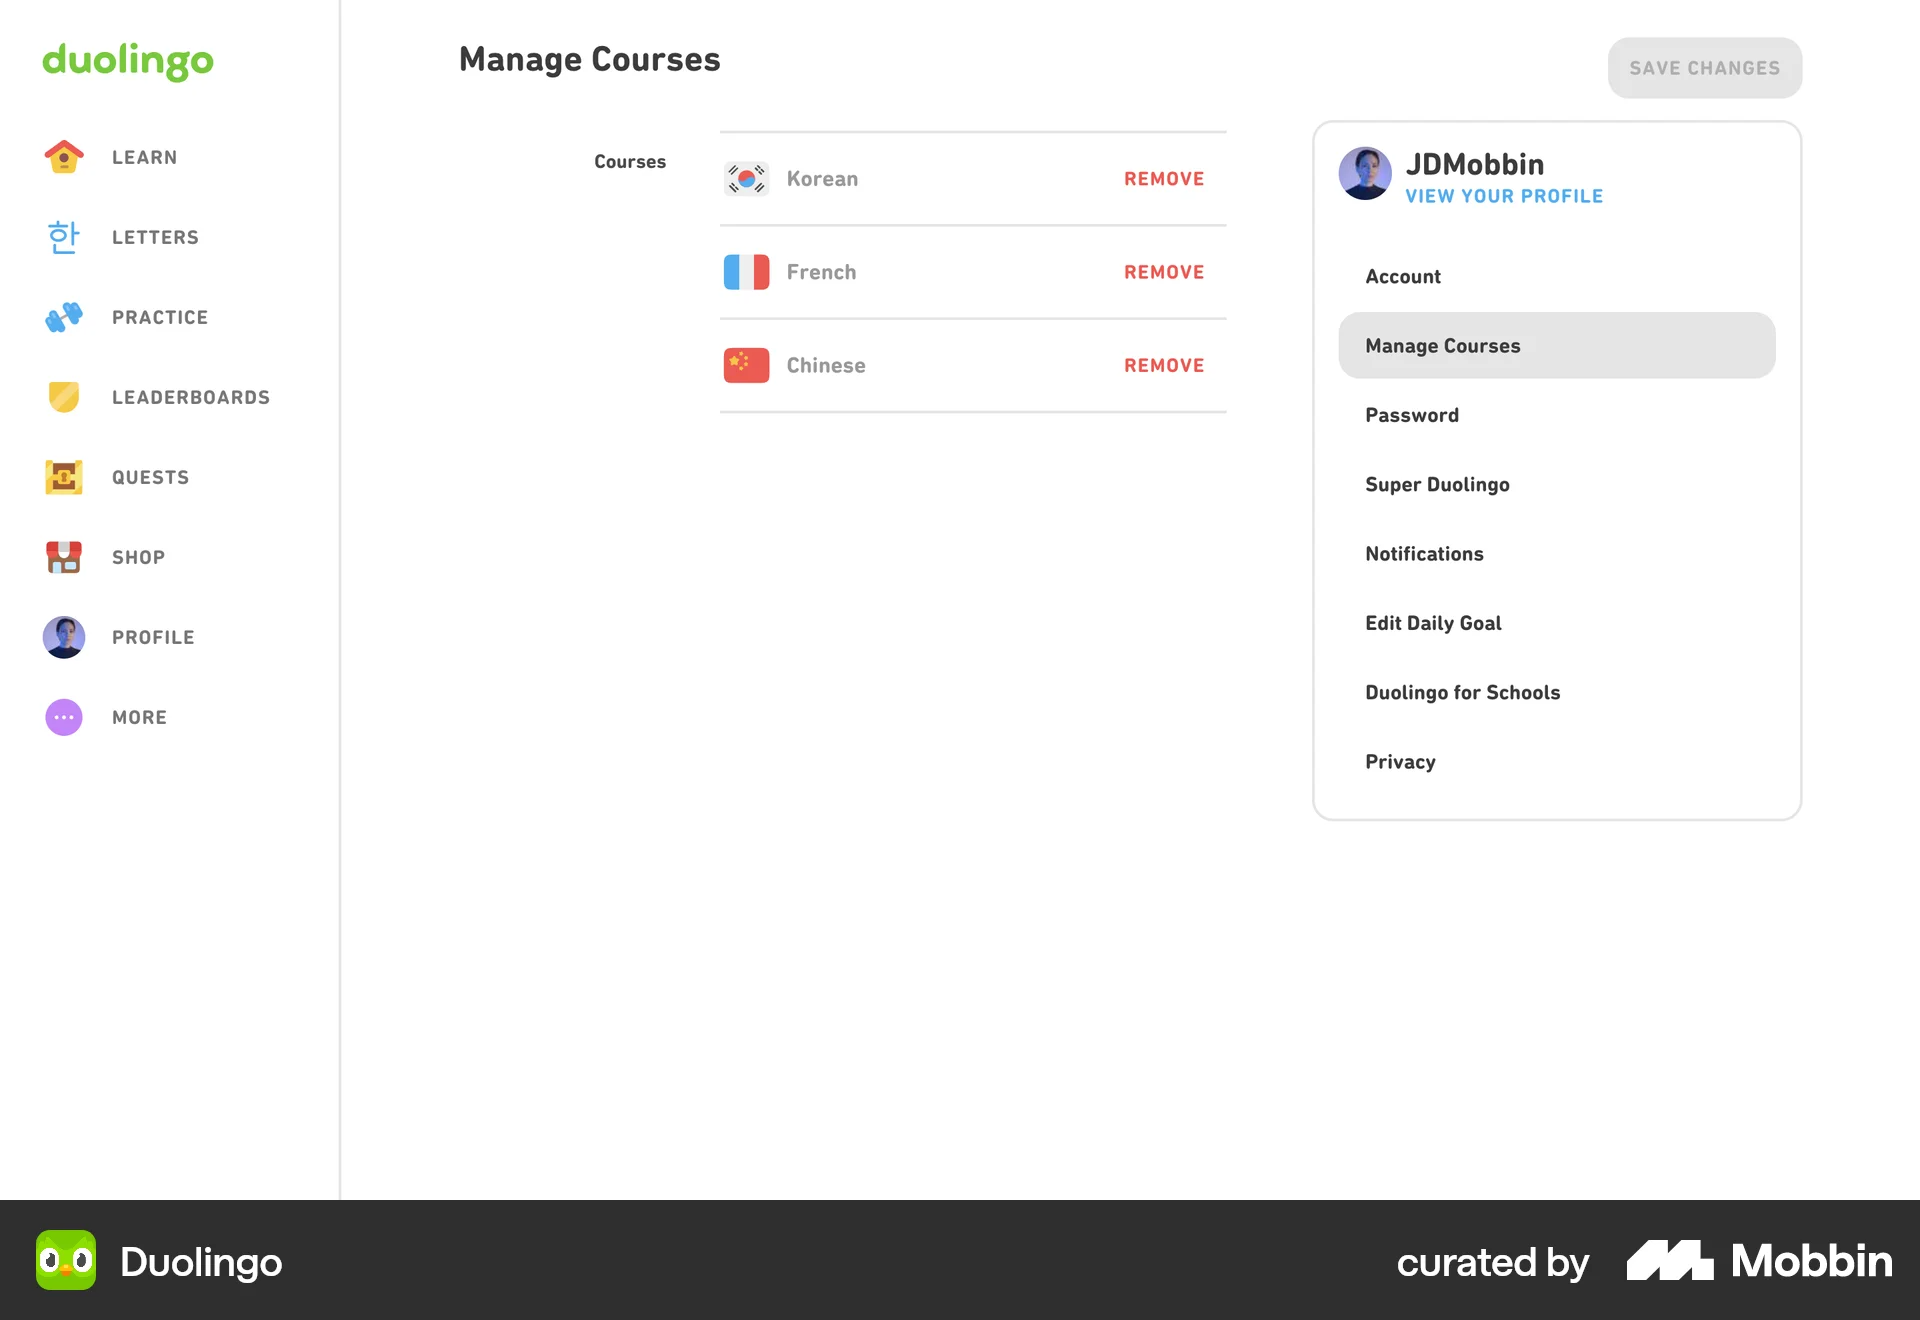 duolingo
LEARN
한
LETTERS
PRACTICE
LEADERBOARDS
QUESTS
SHOP
PROFILE
MORE
Manage Courses
SAVE CHANGES
Courses
Korean
REMOVE
French
REMOVE
Chinese
REMOVE
JDMobbin
VIEW YOUR PROFILE
Account
Manage Courses
Password
Super Duolingo
Notifications
Edit Daily Goal
Duolingo for Schools
Privacy
Duolingo
curated by
Mobbin